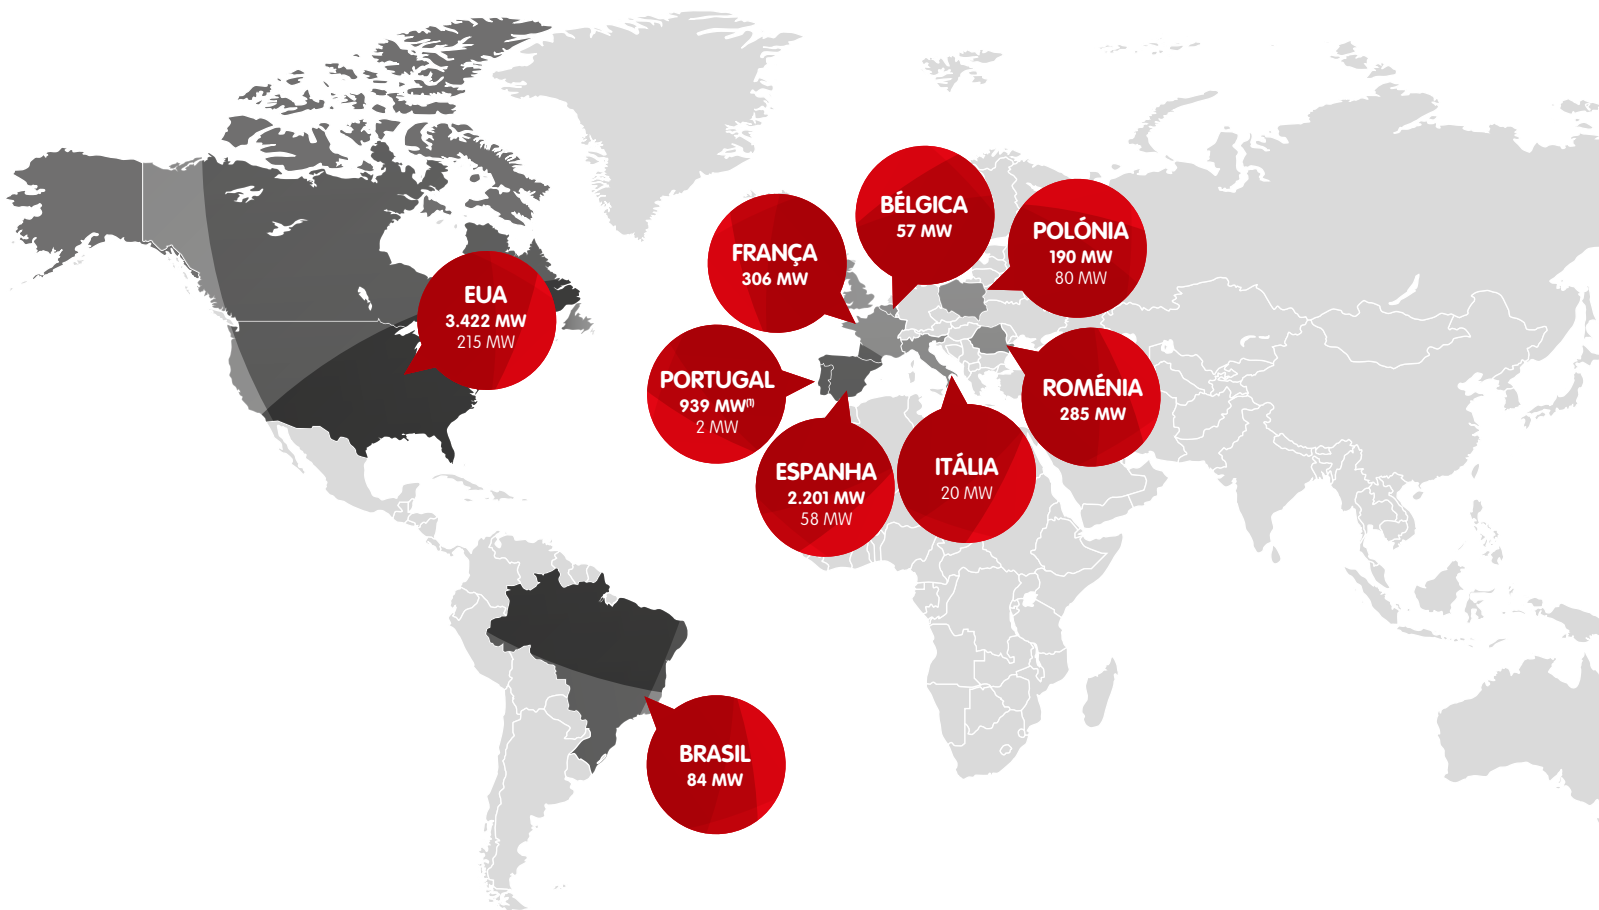 BÉLGICA
57 MW
POLÓNIA
190 MW
80 MW
FRANÇA
306 MW
EUA
3.422 MW
215 MW
PORTUGAL
939 MW(1)
2 MW
ROMÉNIA
285 MW
ESPANHA
2.201 MW
58 MW
ITÁLIA
20 MW
BRASIL
84 MW